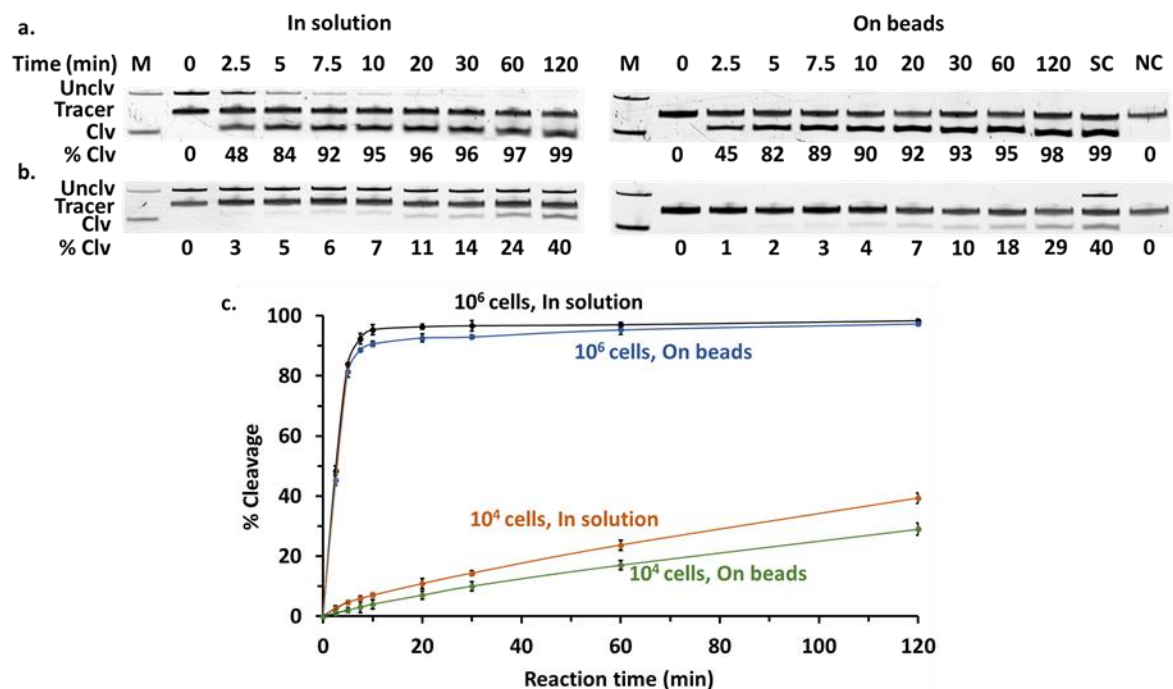 a.
In solution
On beads
Time (min) M 0 2.5 5 7.5 10 20 30 60 120
M 0 2.5 5 7.5 10 20 30 60 120 SC NC
Unclv
Tracer
Clv
% Clv 0 48 84 92 95 96 96 97 99
0 45 82 89 90 92 93 95 98 99 0
b.
Unclv
Tracer
Clv
% Clv 0 3 5 6 7 11 14 24 40
0 1 2 3 4 7 10 18 29 40 0
c.
10⁶ cells, In solution
10⁶ cells, On beads
10⁴ cells, In solution
10⁴ cells, On beads
% Cleavage
100
80
60
40
20
0
0 20 40 60 80 100 120
Reaction time (min)